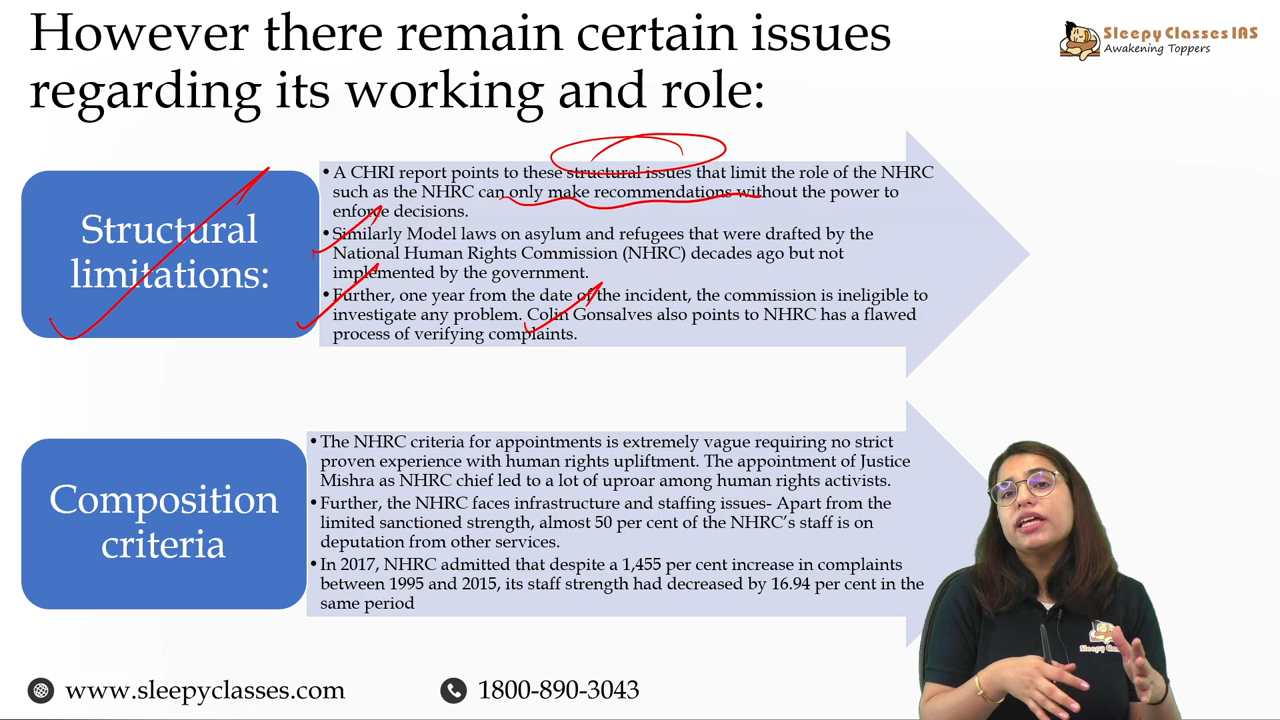 However there remain certain issues
regarding its working and role:
Sleepy Classes IAS
Awakening Toppers
Structural
limitations:
• A CHRI report points to these structural issues that limit the role of the NHRC
such as the NHRC can only make recommendations without the power to
enforce decisions.
• Similarly Model laws on asylum and refugees that were drafted by the
National Human Rights Commission (NHRC) decades ago but not
implemented by the government.
• Further, one year from the date of the incident, the commission is ineligible to
investigate any problem. Colin Gonsalves also points to NHRC has a flawed
process of verifying complaints.
Composition
criteria
• The NHRC criteria for appointments is extremely vague requiring no strict
proven experience with human rights upliftment. The appointment of Justice
Mishra as NHRC chief led to a lot of uproar among human rights activists.
• Further, the NHRC faces infrastructure and staffing issues- Apart from the
limited sanctioned strength, almost 50 per cent of the NHRC's staff is on
deputation from other services.
• In 2017, NHRC admitted that despite a 1,455 per cent increase in complaints
between 1995 and 2015, its staff strength had decreased by 16.94 per cent in the
same period
www.sleepyclasses.com
1800-890-3043